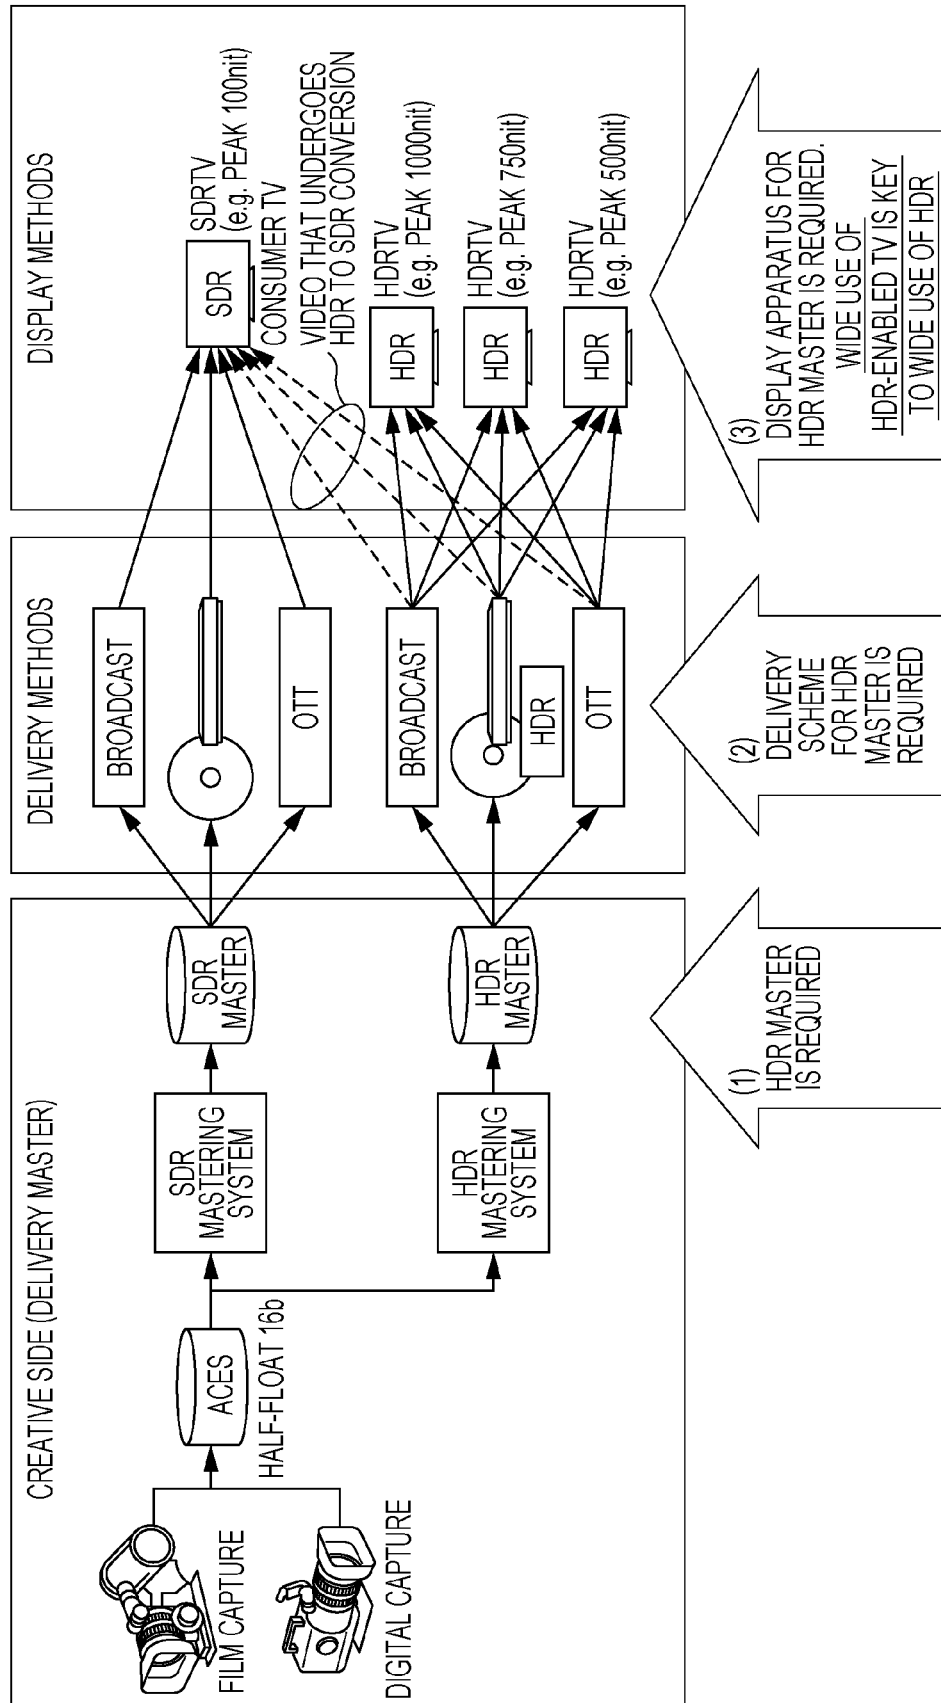 CREATIVE SIDE (DELIVERY MASTER)
FILM CAPTURE
DIGITAL CAPTURE
ACES
HALF-FLOAT 16b
SDR
MASTERING
SYSTEM
HDR
MASTERING
SYSTEM
SDR
MASTER
HDR
MASTER
DELIVERY METHODS
BROADCAST
OTT
BROADCAST
HDR
OTT
DISPLAY METHODS
SDR
SDRTV
(e.g. PEAK 100nit)
CONSUMER TV
VIDEO THAT UNDERGOES
HDR TO SDR CONVERSION
HDR
HDRTV
(e.g. PEAK 1000nit)
HDR
HDRTV
(e.g. PEAK 750nit)
HDR
HDRTV
(e.g. PEAK 500nit)
(1)
HDR MASTER
IS REQUIRED
(2)
DELIVERY
SCHEME
FOR HDR
MASTER IS
REQUIRED
(3)
DISPLAY APPARATUS FOR
HDR MASTER IS REQUIRED.
WIDE USE OF
HDR-ENABLED TV IS KEY
TO WIDE USE OF HDR